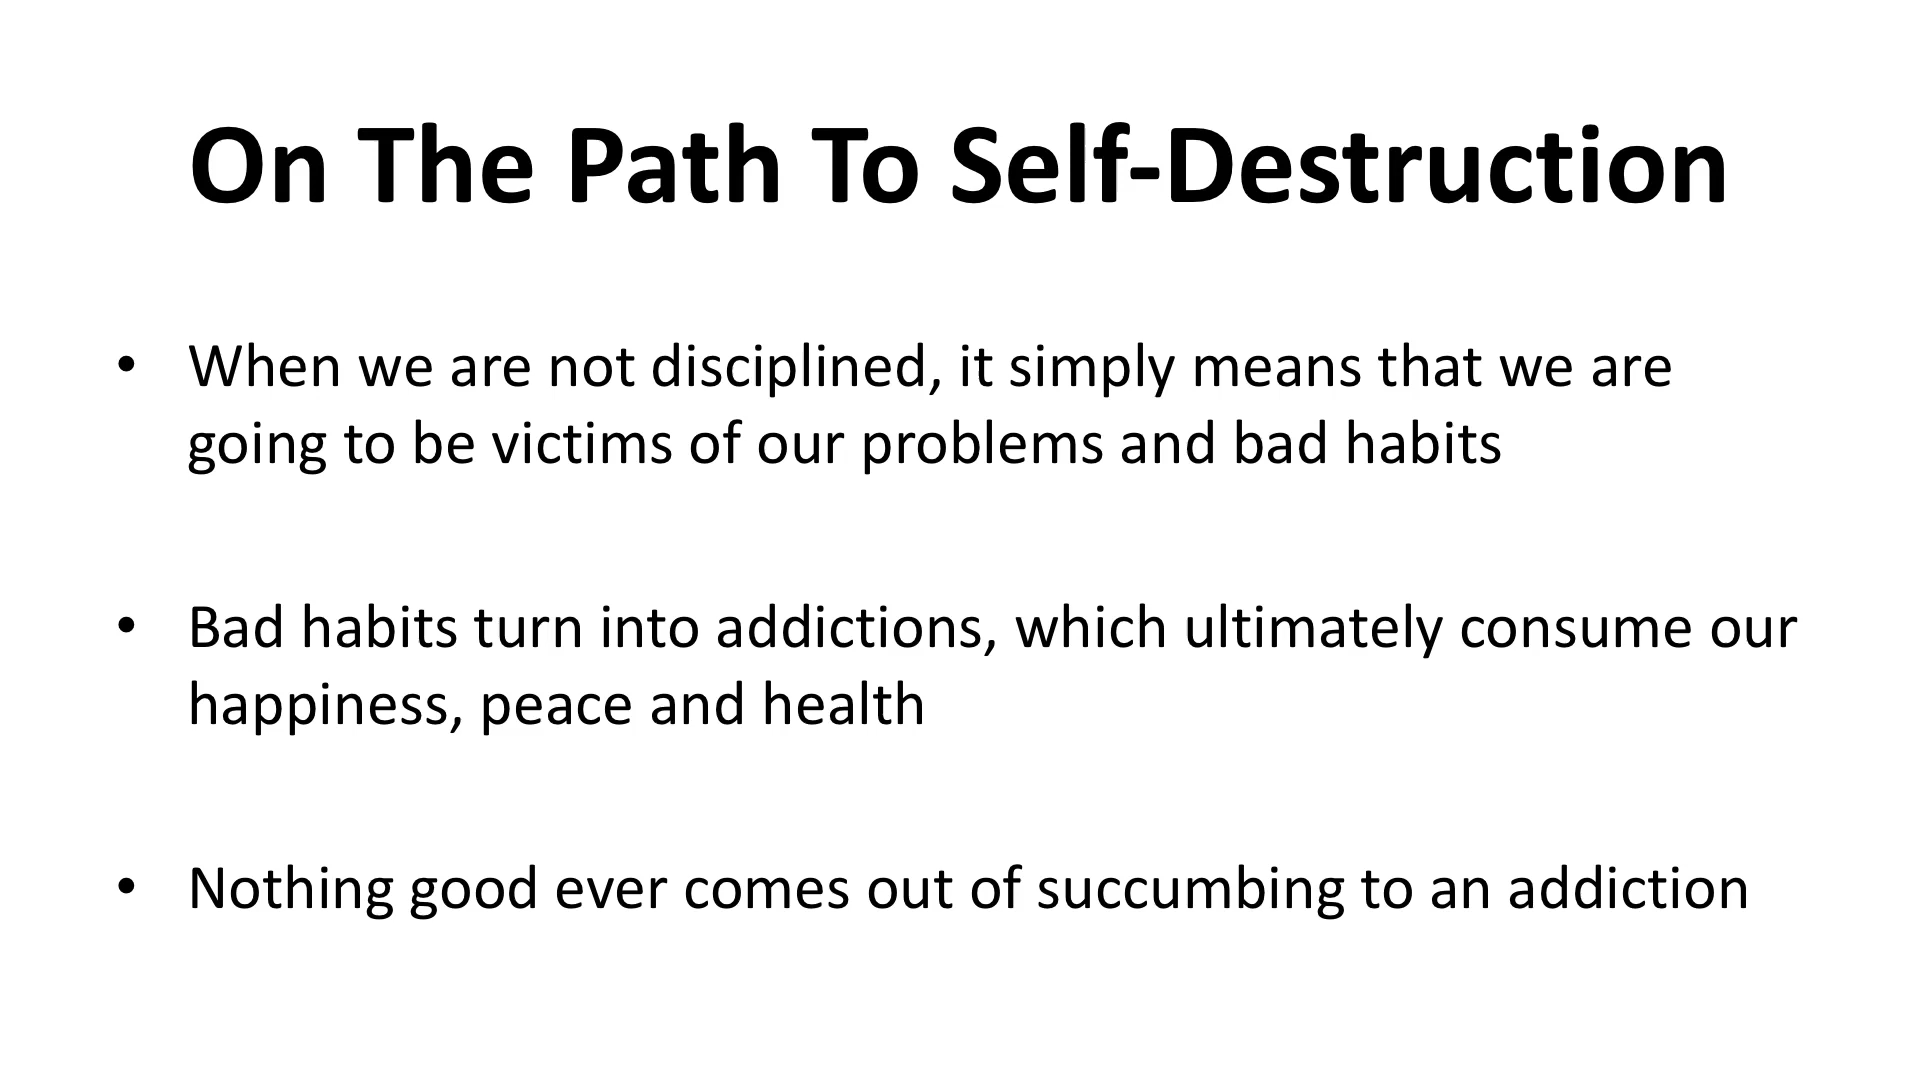 On The Path To Self-Destruction
• When we are not disciplined, it simply means that we are
going to be victims of our problems and bad habits
• Bad habits turn into addictions, which ultimately consume our
happiness, peace and health
• Nothing good ever comes out of succumbing to an addiction